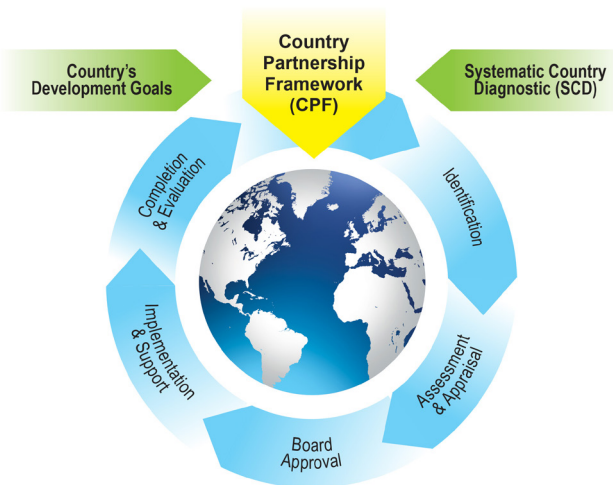 Country
Partnership
Framework
(CPF)
Country's
Development Goals
Systematic Country
Diagnostic (SCD)
Identification
Assessment
& Appraisal
Board
Approval
Implementation
& Support
Completion
& Evaluation